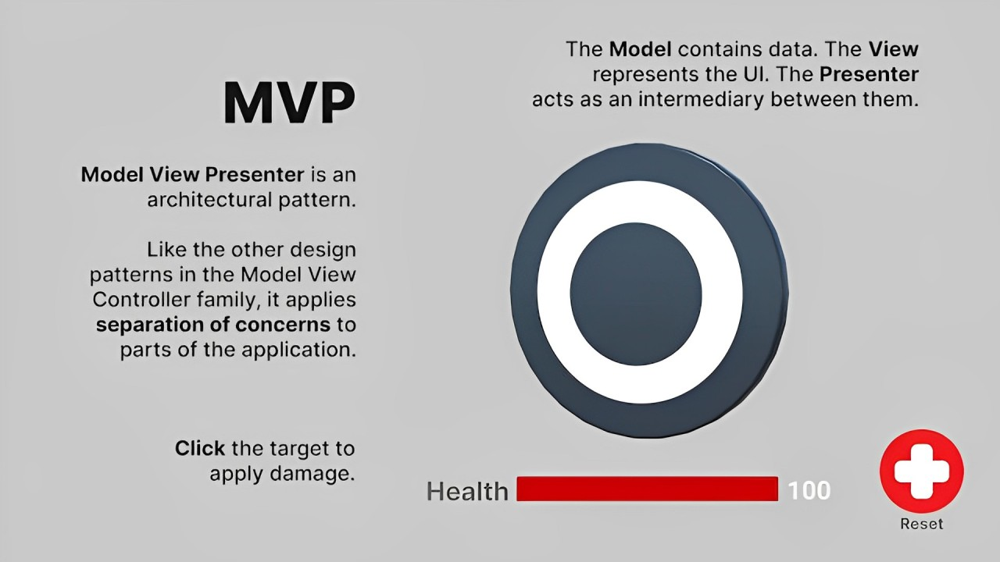 MVP
Model View Presenter is an
architectural pattern.
Like the other design
patterns in the Model View
Controller family, it applies
separation of concerns to
parts of the application.
Click the target to
apply damage.
The Model contains data. The View
represents the UI. The Presenter
acts as an intermediary between them.
Health 100
Reset